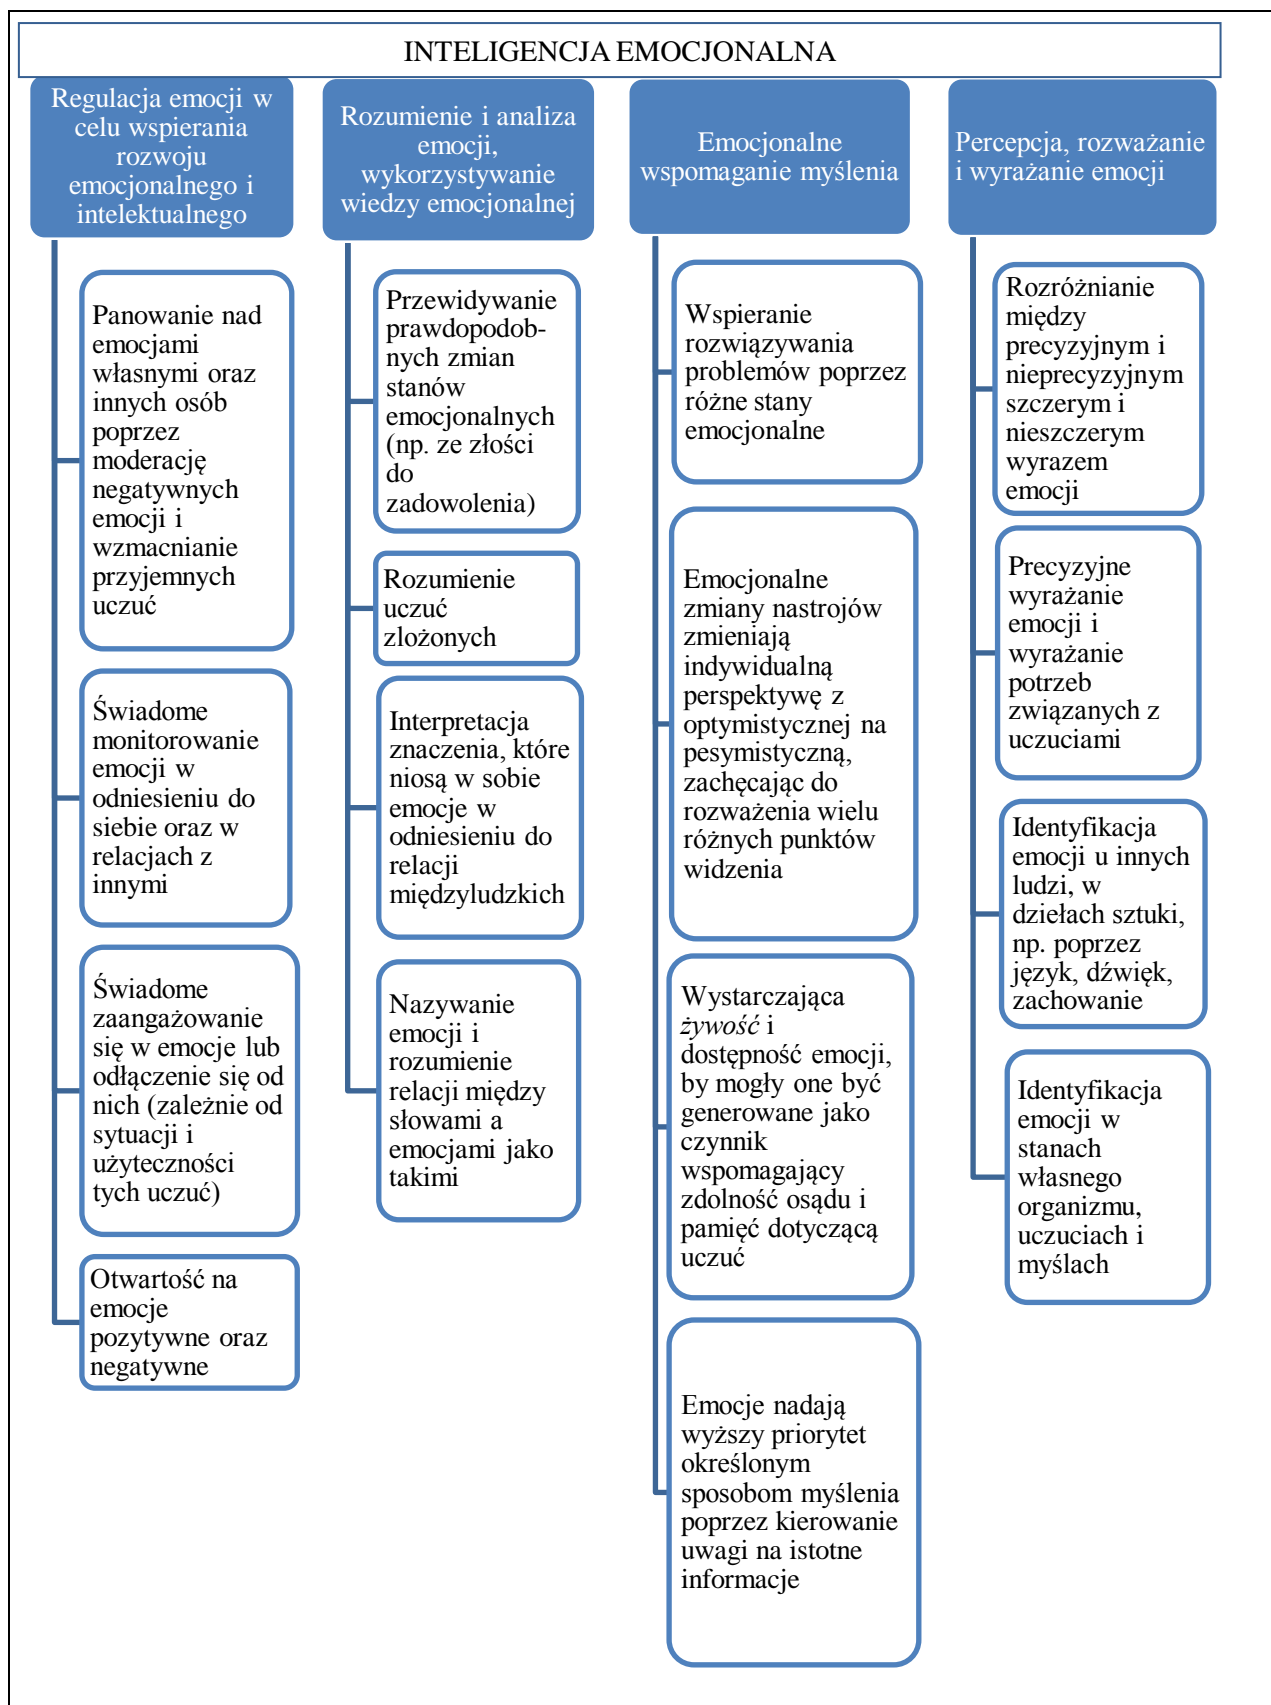 INTELIGENCJA EMOCJONALNA
Regulacja emocji w
celu wspierania
rozwoju
emocjonalnego i
intelektualnego
Panowanie nad
emocjami
własnymi oraz
innych osób
poprzez
moderację
negatywnych
emocji i
wzmacnianie
przyjemnych
uczuć
Świadome
monitorowanie
emocji w
odniesieniu do
siebie oraz w
relacjach z
innymi
Świadome
zaangażowanie
się w emocje lub
odłączenie się od
nich (zależnie od
sytuacji i
użyteczności
tych uczuć)
Otwartość na
emocje
pozytywne oraz
negatywne
Rozumienie i analiza
emocji,
wykorzystywanie
wiedzy emocjonalnej
Przewidywanie
prawdopodob-
nych zmian
stanów
emocjonalnych
(np. ze złości
do
zadowolenia)
Rozumienie
uczuć
zlożonych
Interpretacja
znaczenia, które
niosą w sobie
emocje w
odniesieniu do
relacji
międzyludzkich
Nazywanie
emocji i
rozumienie
relacji między
słowami a
emocjami jako
takimi
Emocjonalne
wspomaganie myślenia
Wspieranie
rozwiązywania
problemów poprzez
różne stany
emocjonalne
Emocjonalne
zmiany nastrojów
zmieniają
indywidualną
perspektywę z
optymistycznej na
pesymistyczną,
zachęcając do
rozważenia wielu
różnych punktów
widzenia
Wystarczająca
żywość i
dostępność emocji,
by mogły one być
generowane jako
czynnik
wspomagający
zdolność osądu i
pamięć dotyczącą
uczuć
Emocje nadają
wyższy priorytet
określonym
sposobom myślenia
poprzez kierowanie
uwagi na istotne
informacje
Percepcja, rozważanie
i wyrażanie emocji
Rozróżnianie
między
precyzyjnym i
nieprecyzyjnym
szczerym i
nieszczerym
wyrazem
emocji
Precyzyjne
wyrażanie
emocji i
wyrażanie
potrzeb
związanych z
uczuciami
Identyfikacja
emocji u innych
ludzi, w
dziełach sztuki,
np. poprzez
język, dźwięk,
zachowanie
Identyfikacja
emocji w
stanach
własnego
organizmu,
uczuciach i
myślach